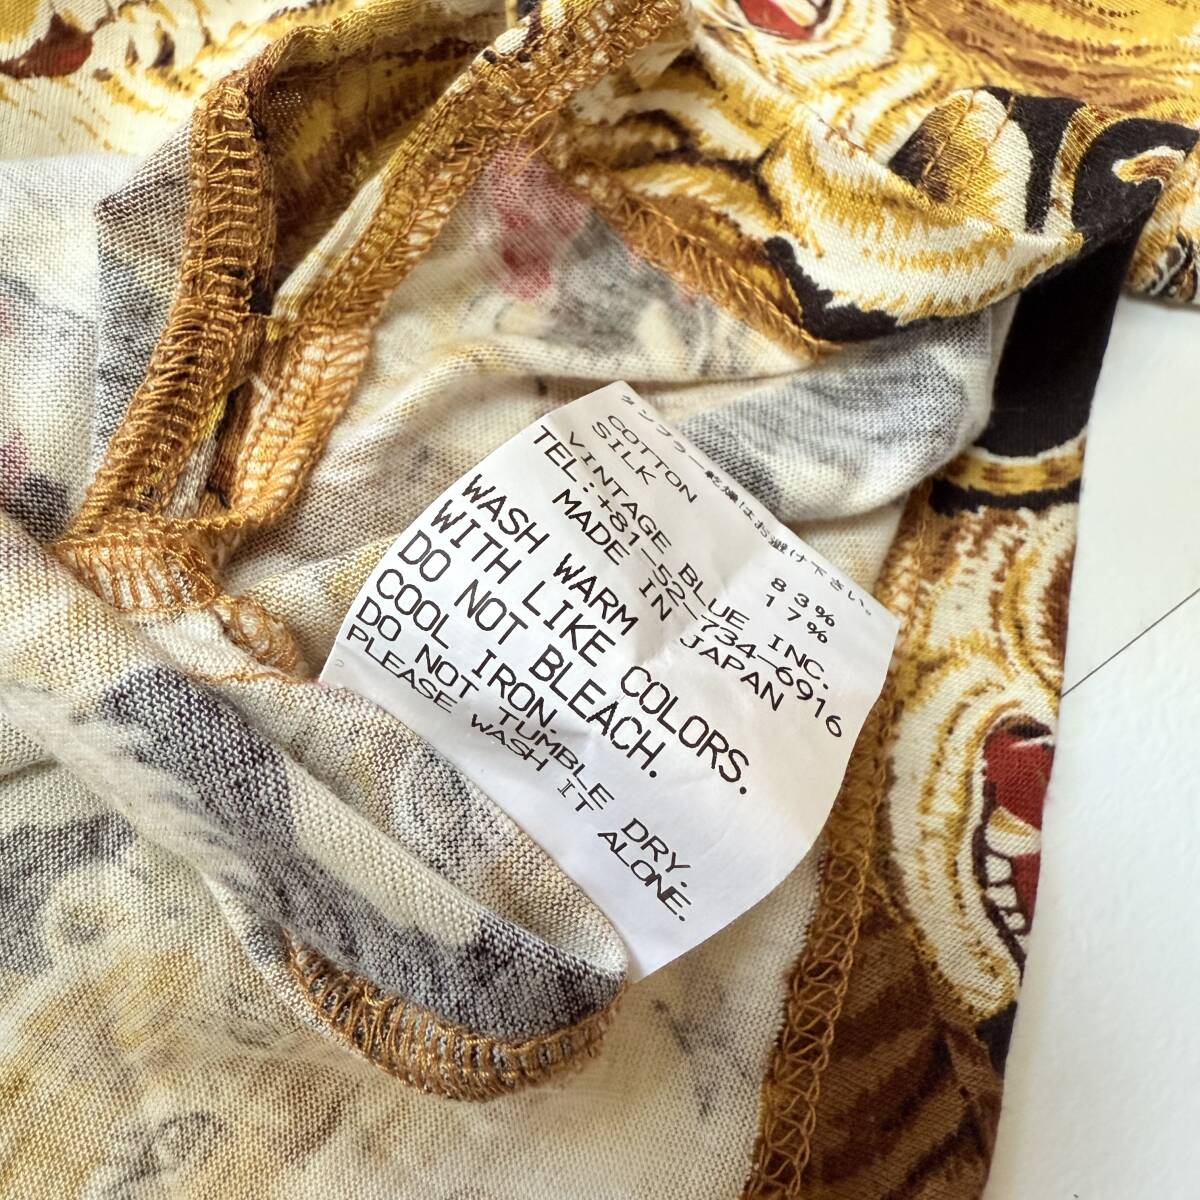 タンブラー乾燥はお避け下さい。
COTTON 83%
SILK 17%
VINTAGE BLUE INC.
TEL:+81-52-734-6916
MADE IN JAPAN
WASH WARM
WITH LIKE COLORS.
DO NOT BLEACH.
COOL IRON.
DO NOT TUMBLE DRY.
PLEASE WASH IT ALONE.